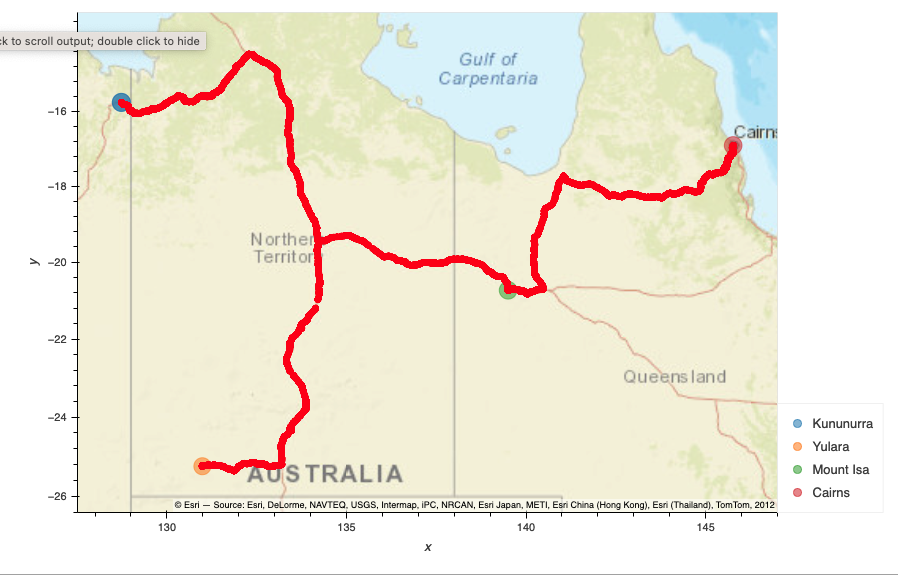 ck to scroll output; double click to hide
Gulf of
Carpentaria
Cairns
Norther
Territor
Queensland
AUSTRALIA
© Esri — Source: Esri, DeLorme, NAVTEQ, USGS, Intermap, iPC, NRCAN, Esri Japan, METI, Esri China (Hong Kong), Esri (Thailand), TomTom, 2012
−16
−18
−20
−22
−24
−26
y
130
135
140
145
x
Kununurra
Yulara
Mount Isa
Cairns